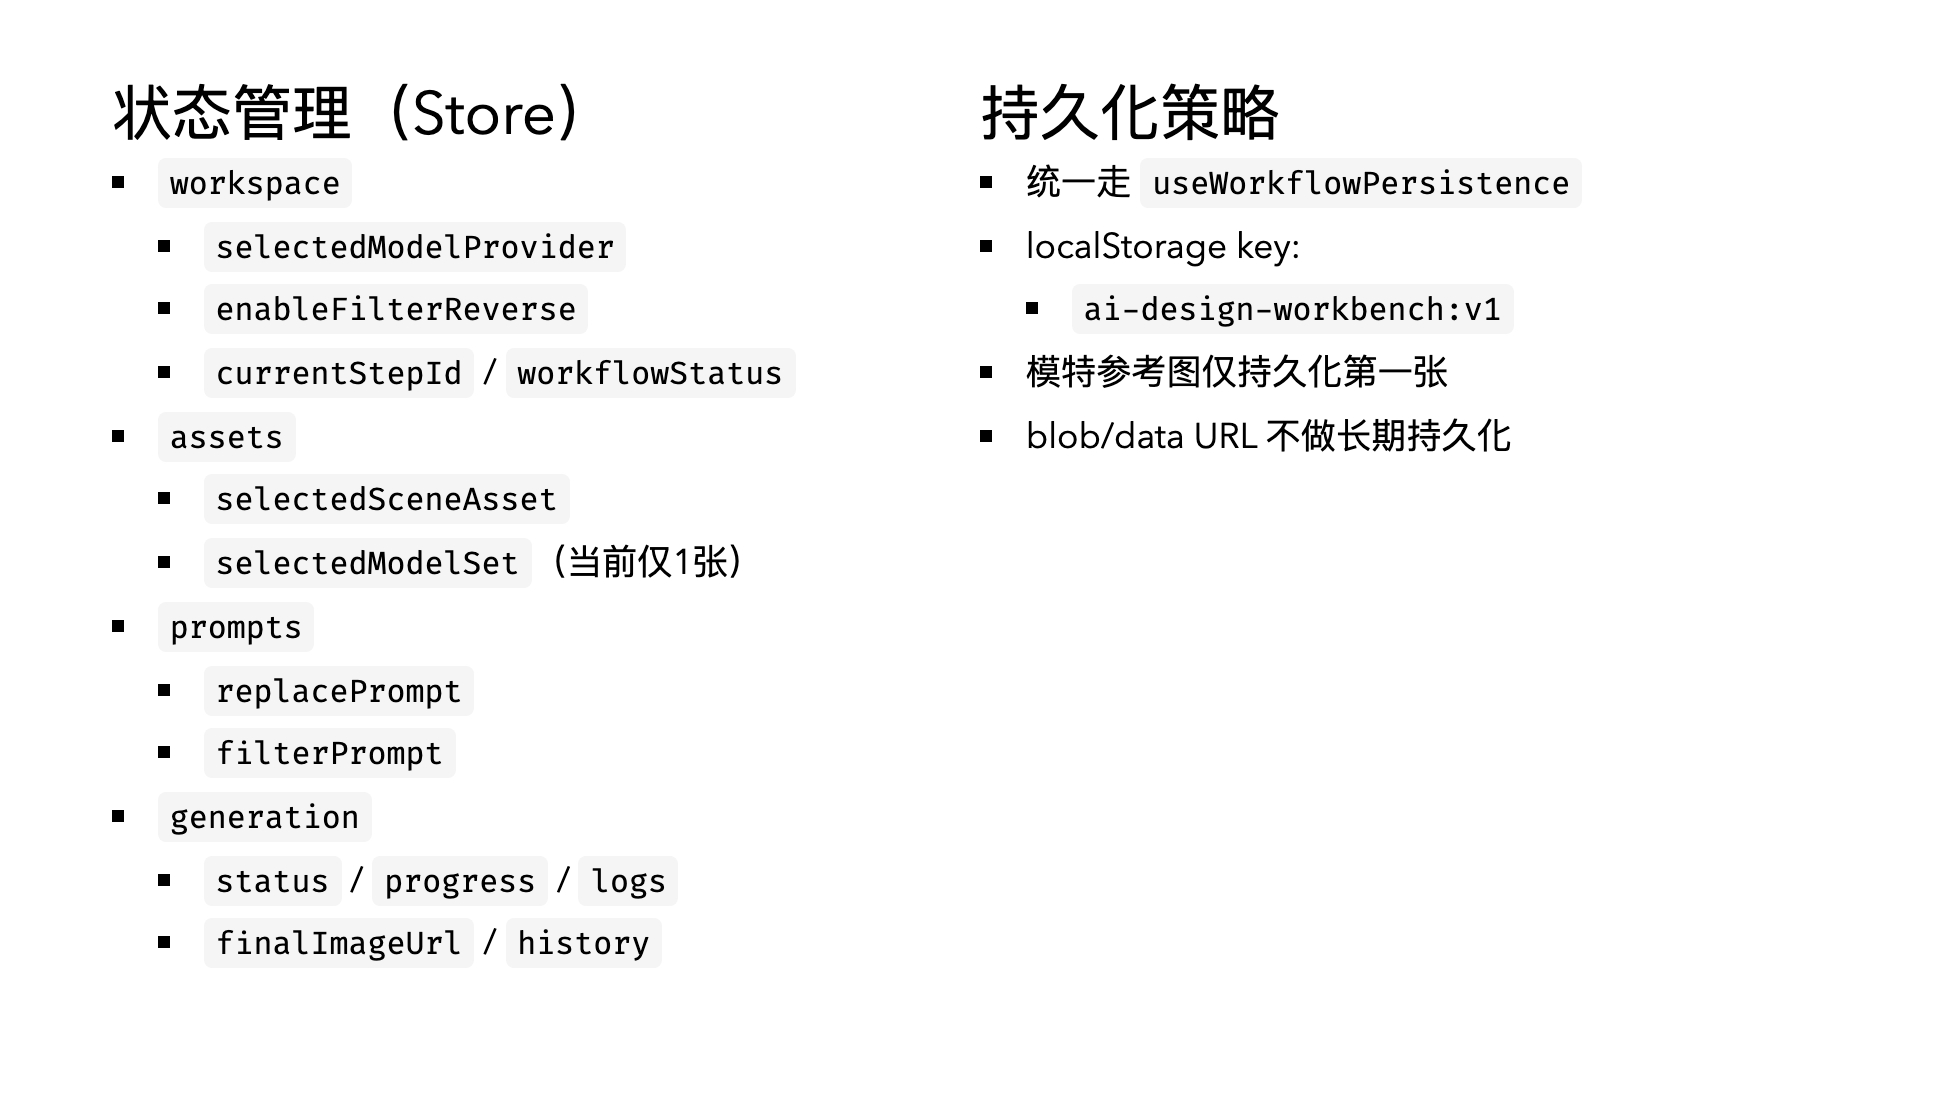 状态管理（Store）
workspace
selectedModelProvider
enableFilterReverse
currentStepId / workflowStatus
assets
selectedSceneAsset
selectedModelSet（当前仅1张）
prompts
replacePrompt
filterPrompt
generation
status / progress / logs
finalImageUrl / history
持久化策略
统一走 useWorkflowPersistence
localStorage key:
ai-design-workbench:v1
模特参考图仅持久化第一张
blob/data URL 不做长期持久化